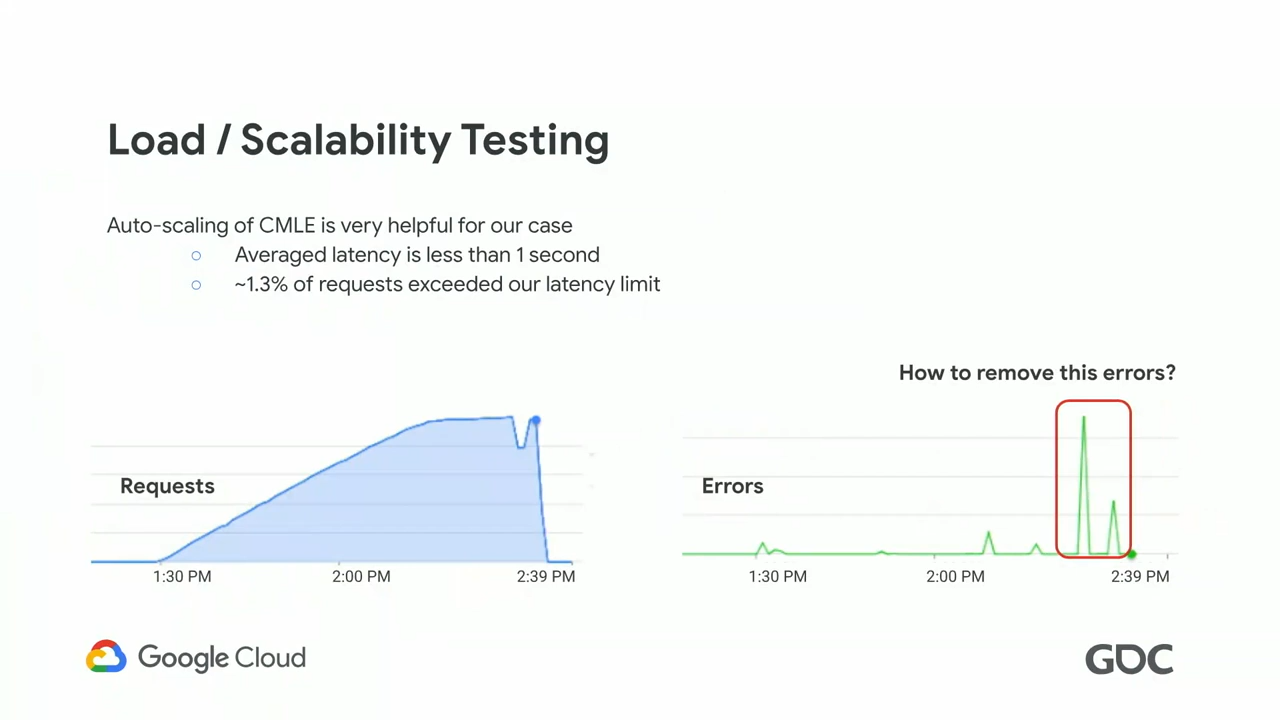 Load / Scalability Testing
Auto-scaling of CMLE is very helpful for our case
○ Averaged latency is less than 1 second
○ ~1.3% of requests exceeded our latency limit
How to remove this errors?
Requests
1:30 PM 2:00 PM 2:39 PM
Errors
1:30 PM 2:00 PM 2:39 PM
Google Cloud
GDC